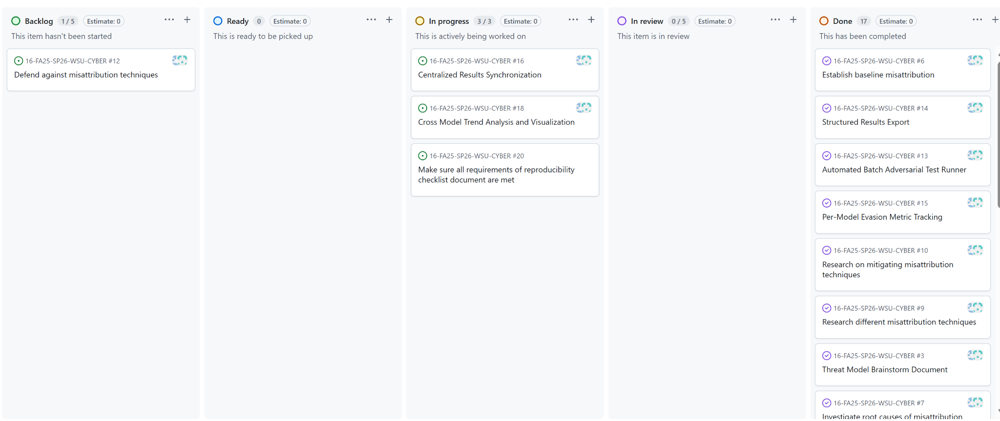 Backlog 1 / 5 Estimate: 0
This item hasn't been started
16-FA25-SP26-WSU-CYBER #12
Defend against misattribution techniques
Ready 0 Estimate: 0
This is ready to be picked up
In progress 3 / 3 Estimate: 0
This is actively being worked on
16-FA25-SP26-WSU-CYBER #16
Centralized Results Synchronization
16-FA25-SP26-WSU-CYBER #18
Cross Model Trend Analysis and Visualization
16-FA25-SP26-WSU-CYBER #20
Make sure all requirements of reproducibility
checklist document are met
In review 0 / 5 Estimate: 0
This item is in review
Done 17 Estimate: 0
This has been completed
16-FA25-SP26-WSU-CYBER #6
Establish baseline misattribution
16-FA25-SP26-WSU-CYBER #14
Structured Results Export
16-FA25-SP26-WSU-CYBER #13
Automated Batch Adversarial Test Runner
16-FA25-SP26-WSU-CYBER #15
Per-Model Evasion Metric Tracking
16-FA25-SP26-WSU-CYBER #10
Research on mitigating misattribution
techniques
16-FA25-SP26-WSU-CYBER #9
Research different misattribution techniques
16-FA25-SP26-WSU-CYBER #3
Threat Model Brainstorm Document
16-FA25-SP26-WSU-CYBER #7
Investigate root causes of misattribution